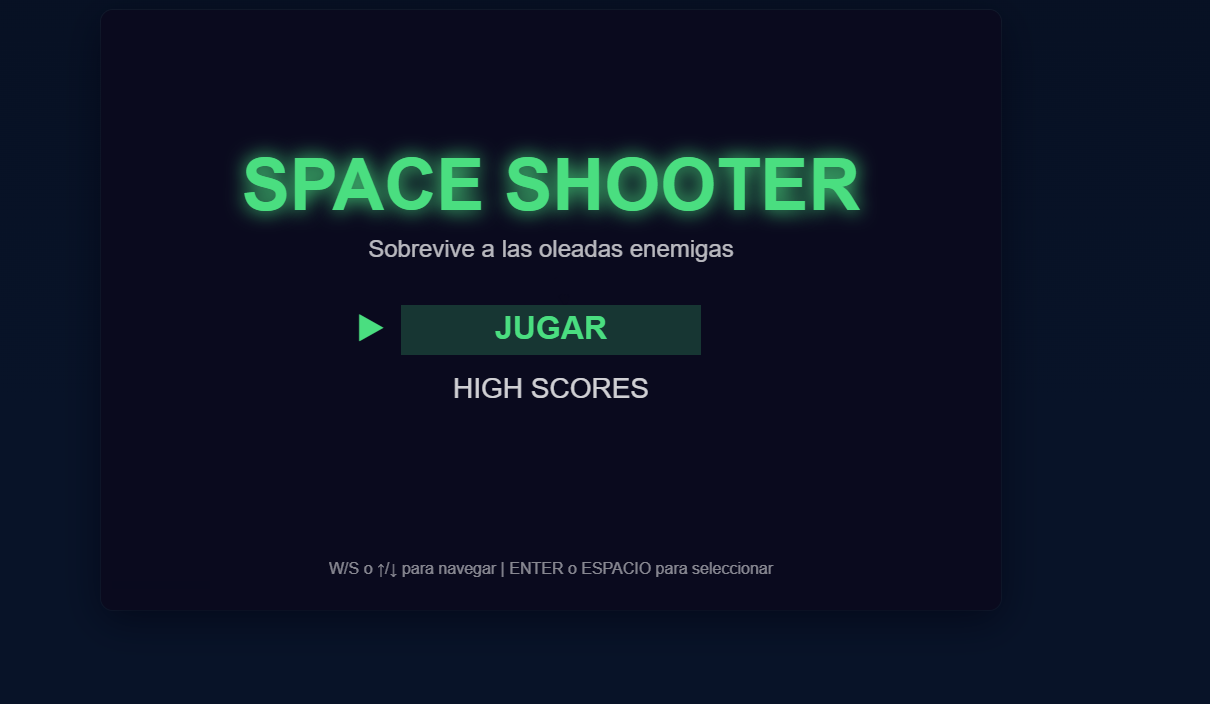 SPACE SHOOTER
Sobrevive a las oleadas enemigas
JUGAR
HIGH SCORES
W/S o ↑/↓ para navegar | ENTER o ESPACIO para seleccionar